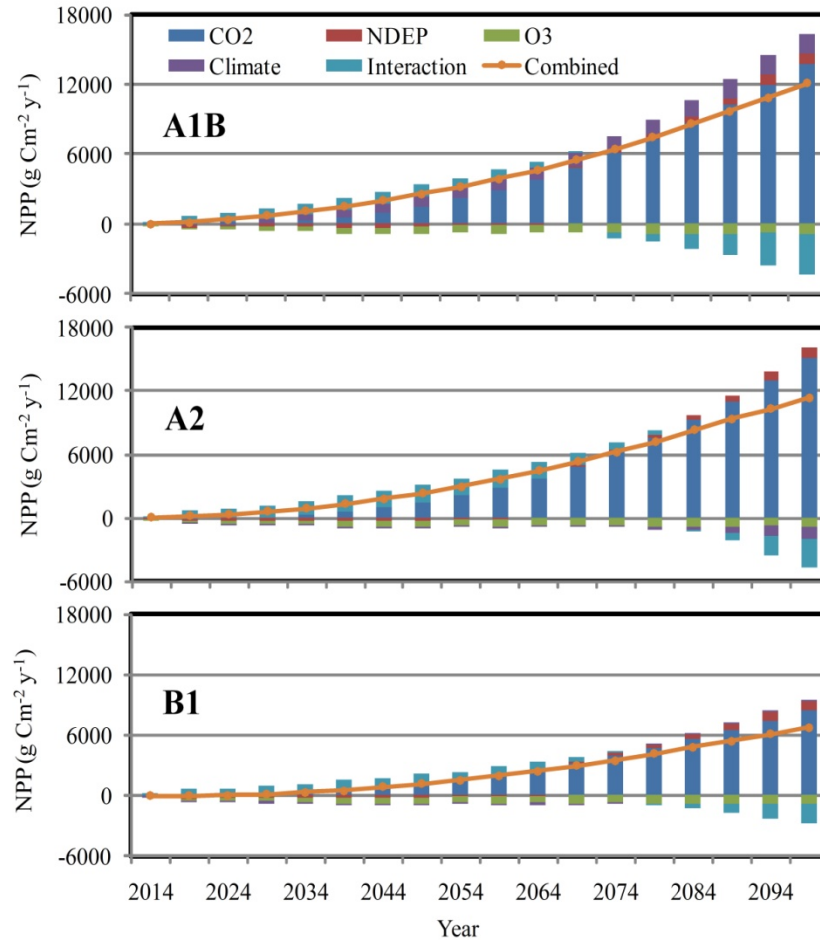 18000
CO2 NDEP O3
Climate Interaction Combined
12000
A1B
6000
0
-6000
NPP (g Cm⁻² y⁻¹)
18000
12000
A2
6000
0
-6000
NPP (g Cm⁻² y⁻¹)
18000
12000
B1
6000
0
-6000
NPP (g Cm⁻² y⁻¹)
2014 2024 2034 2044 2054 2064 2074 2084 2094
Year